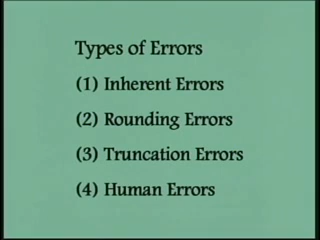 Types of Errors
(1) Inherent Errors
(2) Rounding Errors
(3) Truncation Errors
(4) Human Errors